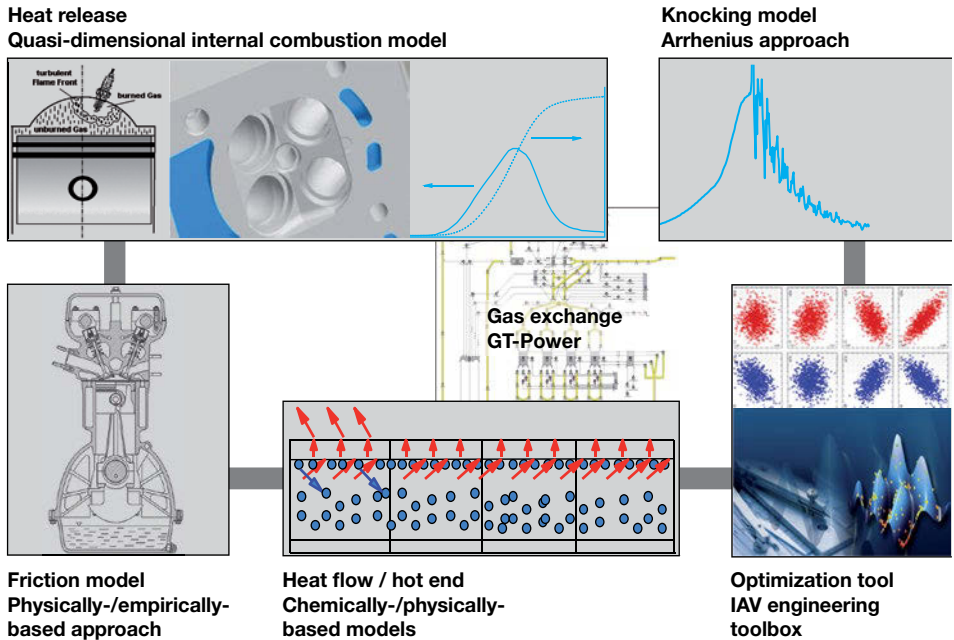 Heat release
Quasi-dimensional internal combustion model
Knocking model
Arrhenius approach
turbulent
Flame Front
burned Gas
unburned Gas
Gas exchange
GT-Power
Friction model
Physically-/empirically-
based approach
Heat flow / hot end
Chemically-/physically-
based models
Optimization tool
IAV engineering
toolbox